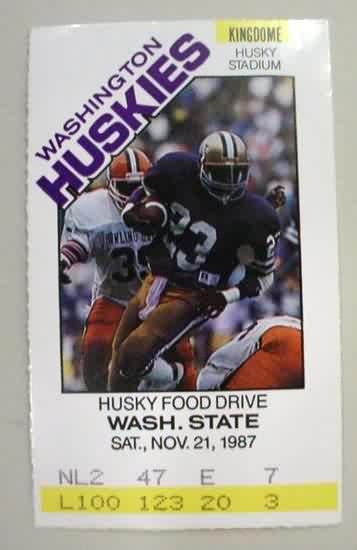 KINGDOME
HUSKY
STADIUM
WASHINGTON
HUSKIES
Bowling
23
HUSKY FOOD DRIVE
WASH. STATE
SAT., NOV. 21, 1987
NL2 47 E 7
L100 123 20 3